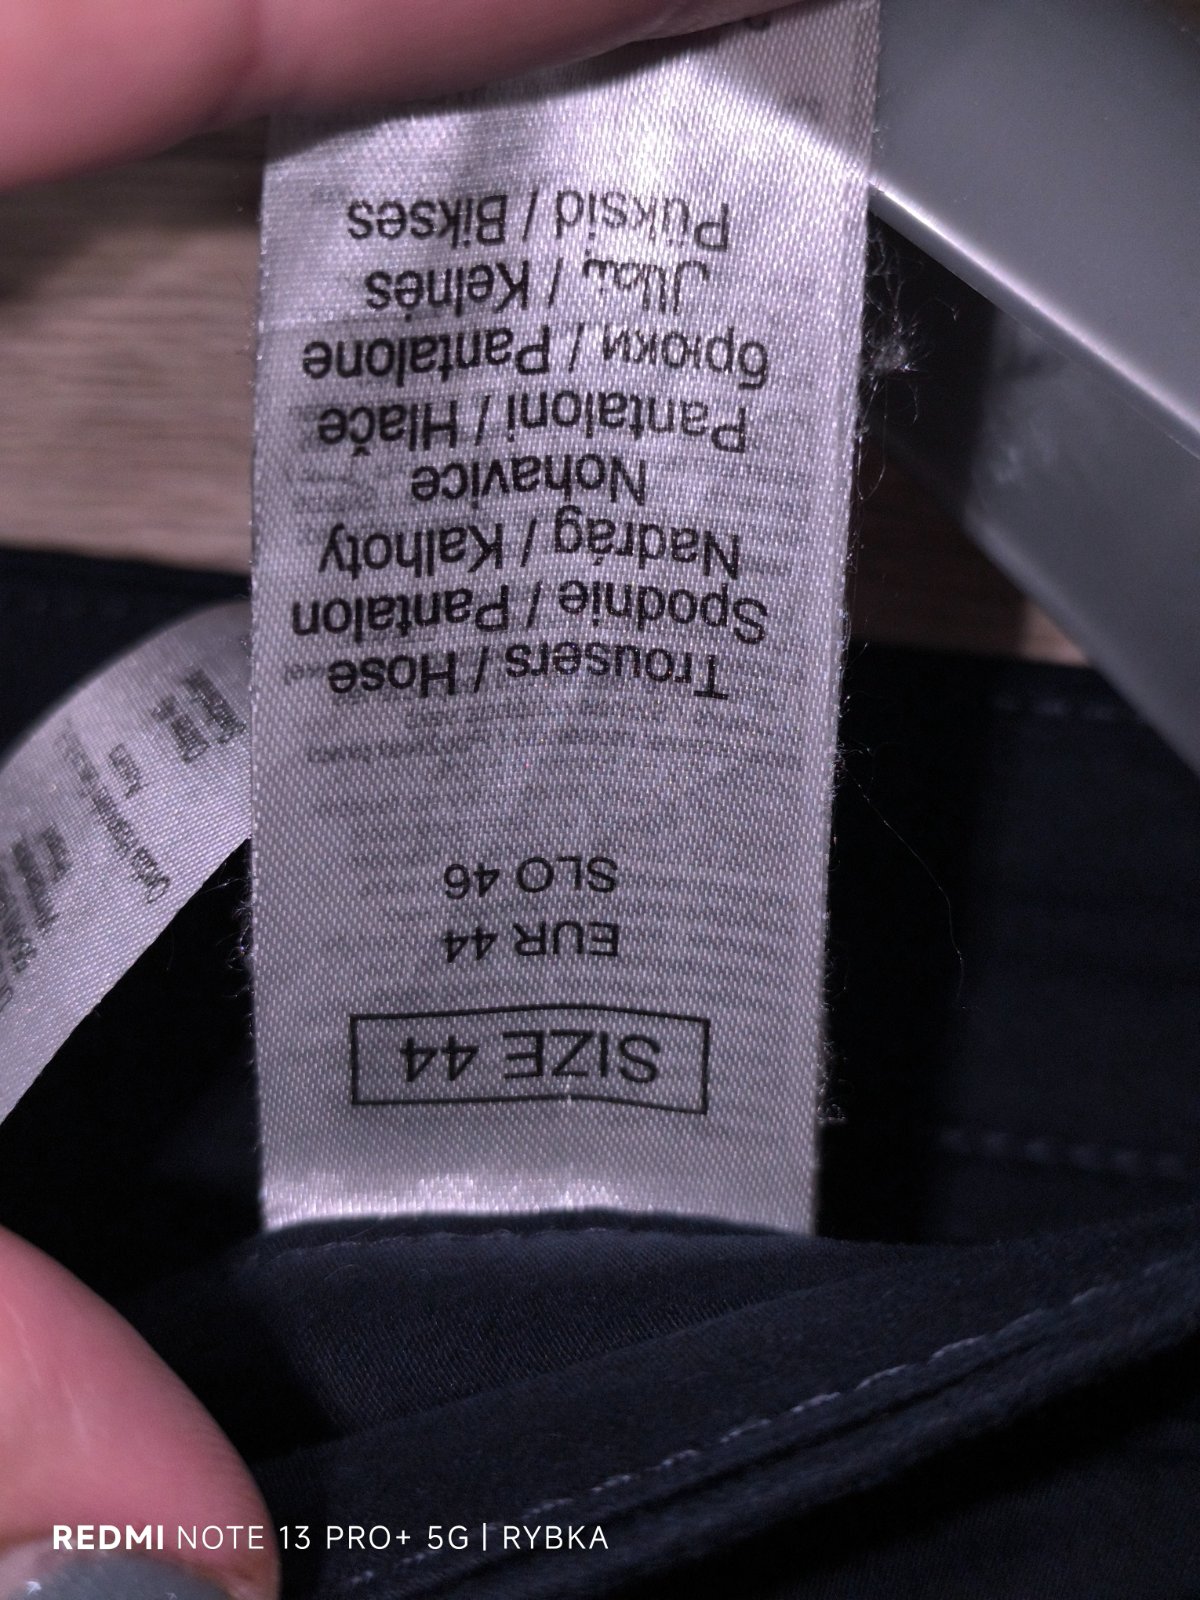 SIZE 44
EUR 44
SLO 46
Trousers / Hose
Spodnie / Pantalon
Nadrág / Kalhoty
Nohavice
Pantaloni / Hlače
брюки / Pantalone
/ Kelnės
Püksid / Bikses
REDMI NOTE 13 PRO+ 5G | RYBKA